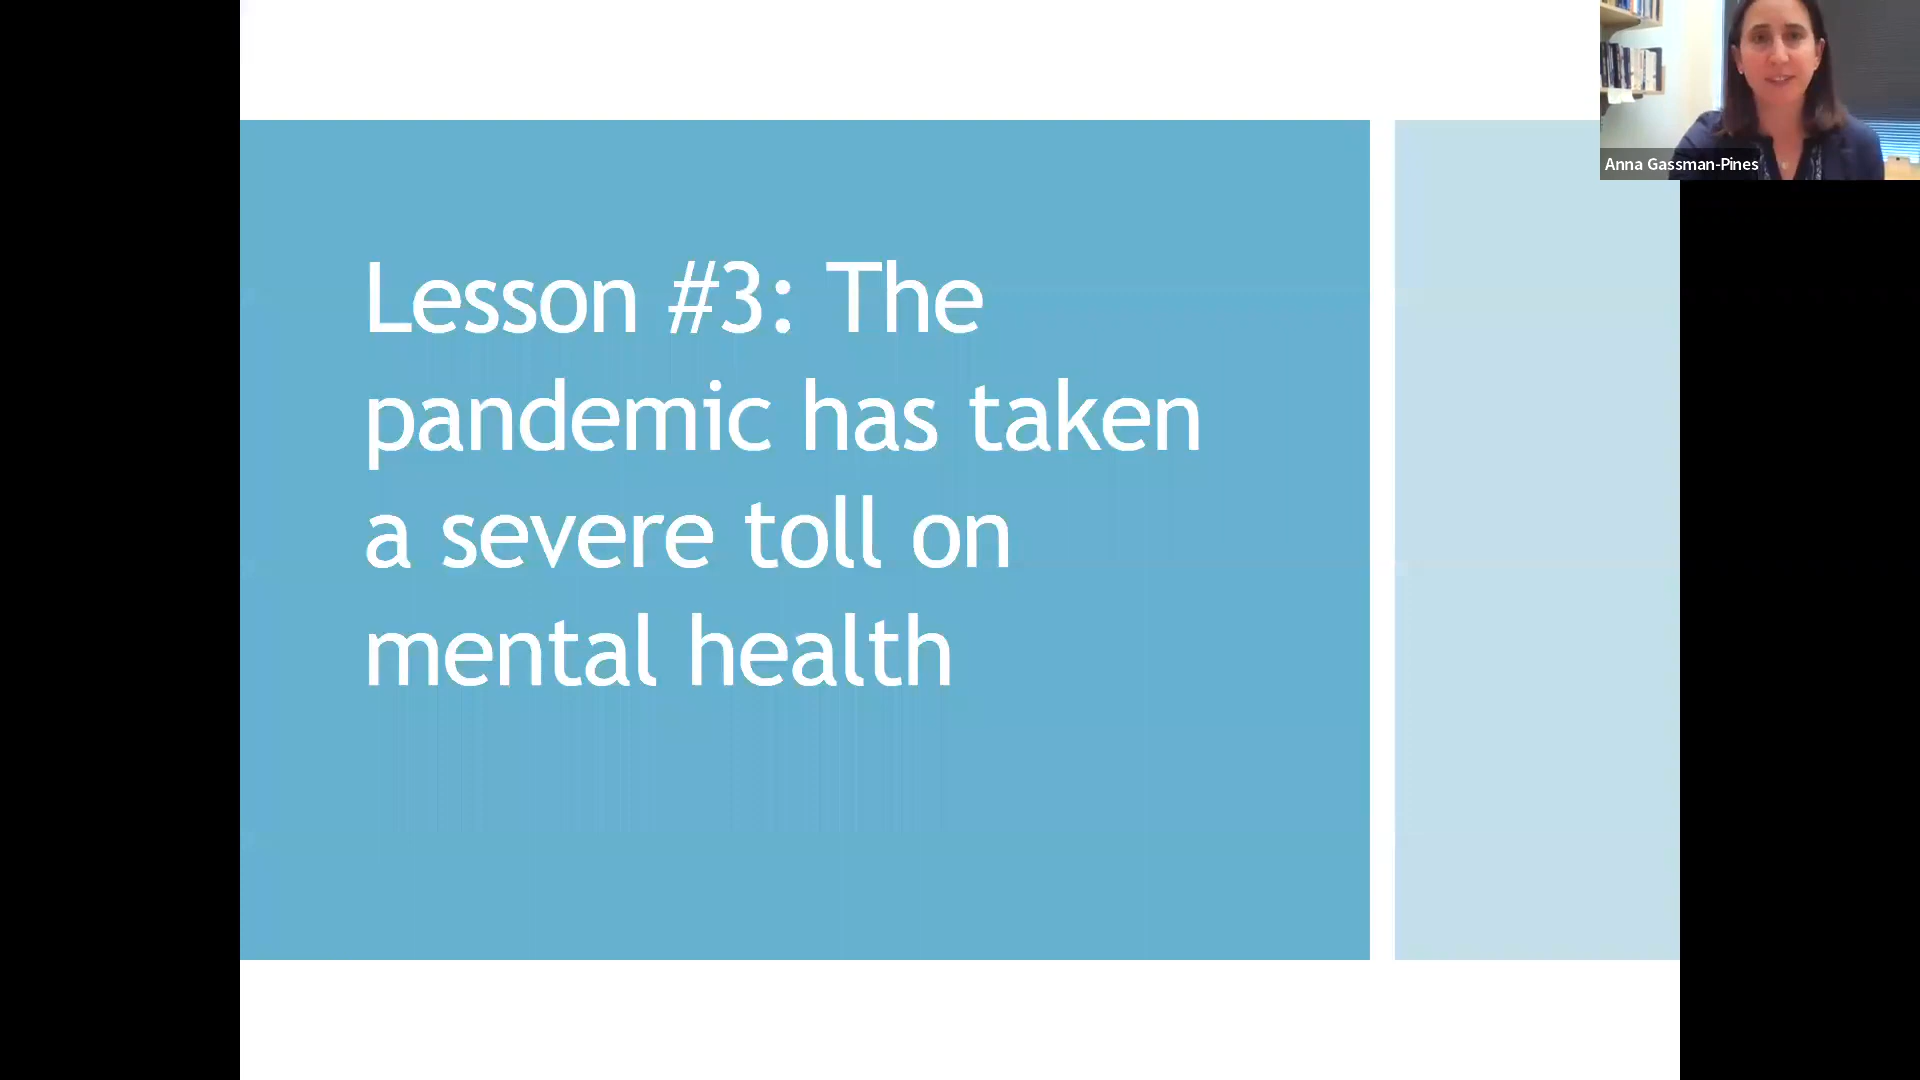 Lesson #3: The
pandemic has taken
a severe toll on
mental health
Anna Gassman-Pines